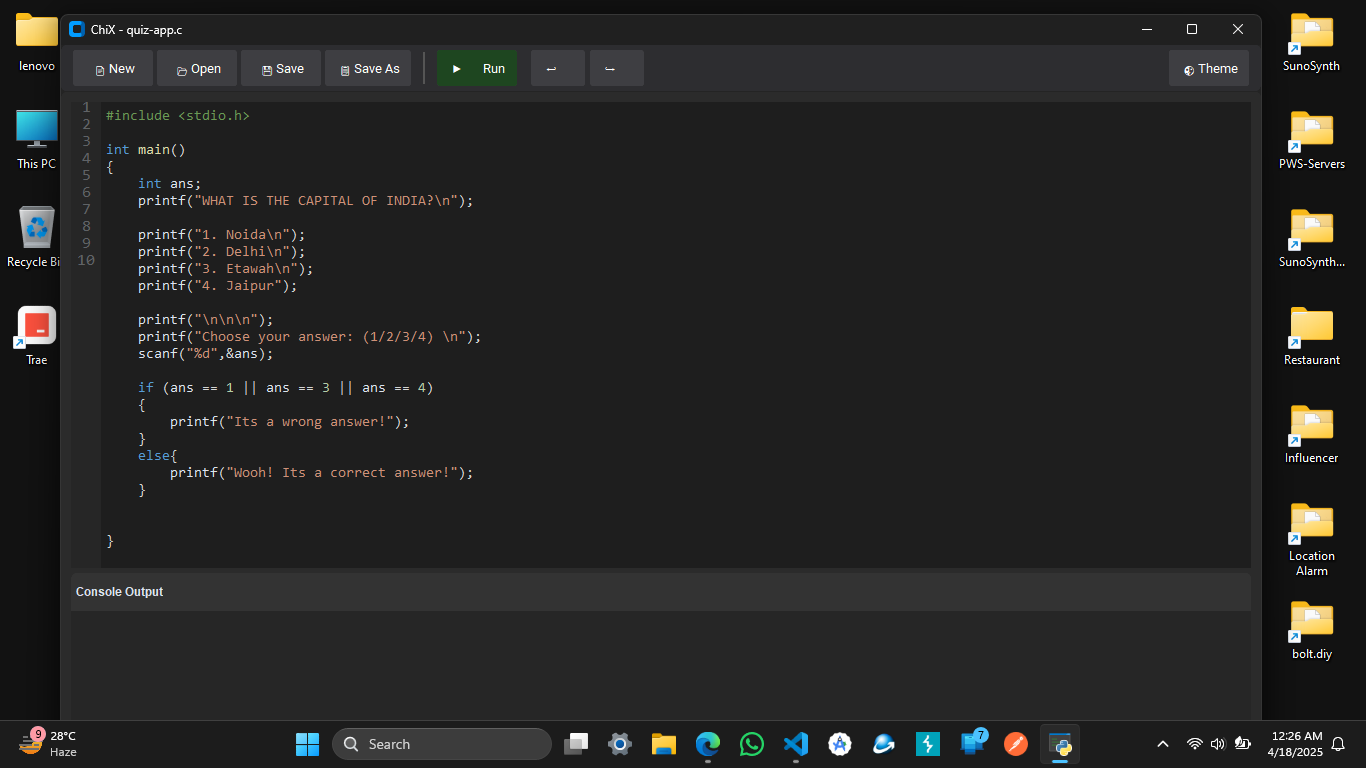 lenovo
This PC
Recycle Bi
Trae
ChiX - quiz-app.c
New
Open
Save
Save As
Run
Theme
1
2
3
4
5
6
7
8
9
10
#include <stdio.h>
int main()
{
    int ans;
    printf("WHAT IS THE CAPITAL OF INDIA?\n");
    printf("1. Noida\n");
    printf("2. Delhi\n");
    printf("3. Etawah\n");
    printf("4. Jaipur");
    printf("\n\n\n");
    printf("Choose your answer: (1/2/3/4) \n");
    scanf("%d",&ans);
    if (ans == 1 || ans == 3 || ans == 4)
    {
        printf("Its a wrong answer!");
    }
    else{
        printf("Wooh! Its a correct answer!");
    }
}
Console Output
SunoSynth
PWS-Servers
SunoSynth...
Restaurant
Influencer
Location
Alarm
bolt.diy
9
28°C
Haze
Search
7
12:26 AM
4/18/2025